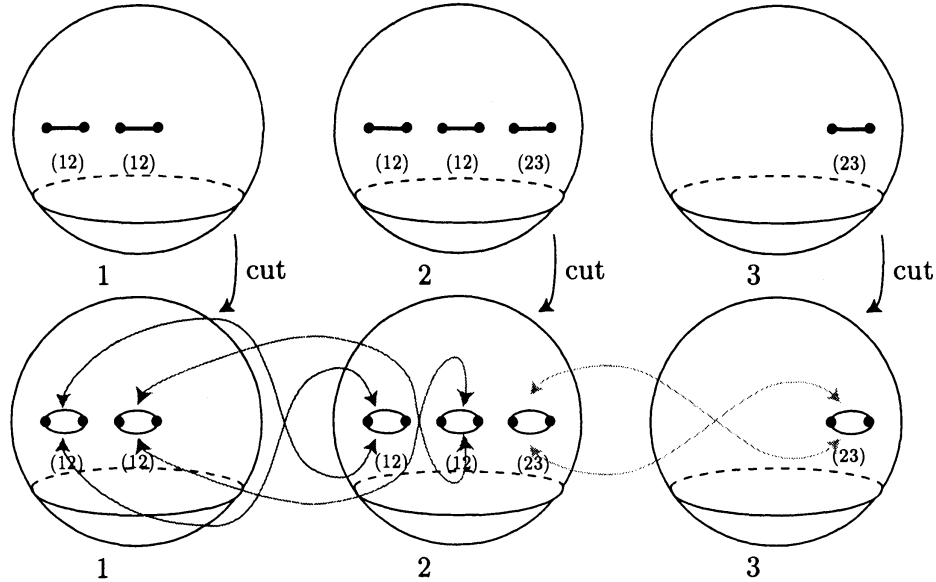 (12) (12) (12) (12) (23) (23)
1 cut 2 cut 3 cut
(12) (12) (12) (12) (23) (23)
1 2 3